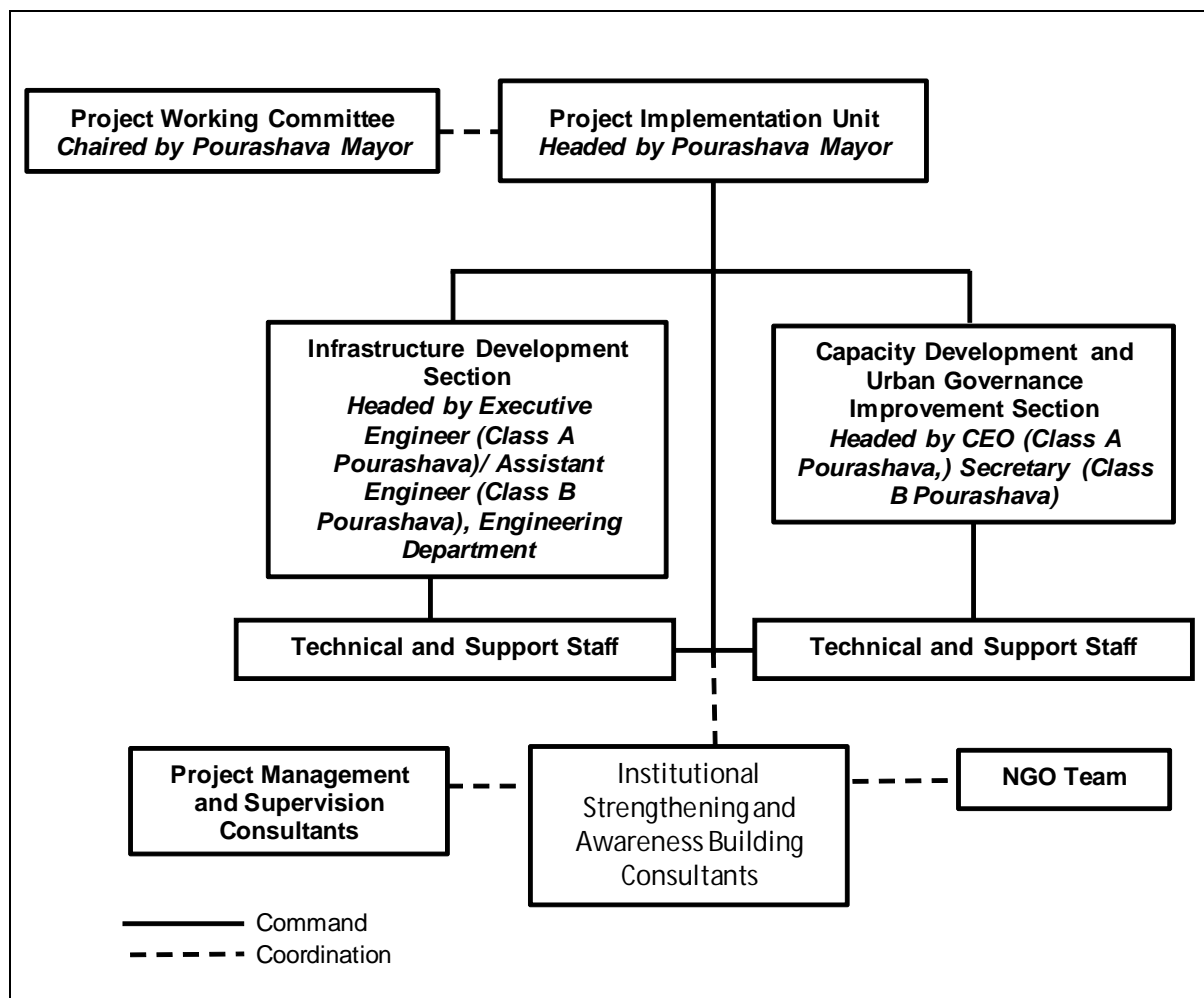 Project Working Committee
Chaired by Pourashava Mayor
Project Implementation Unit
Headed by Pourashava Mayor
Infrastructure Development
Section
Headed by Executive
Engineer (Class A
Pourashava)/ Assistant
Engineer (Class B
Pourashava), Engineering
Department
Capacity Development and
Urban Governance
Improvement Section
Headed by CEO (Class A
Pourashava,) Secretary (Class
B Pourashava)
Technical and Support Staff
Technical and Support Staff
Project Management
and Supervision
Consultants
Institutional
Strengthening and
Awareness Building
Consultants
NGO Team
Command
Coordination